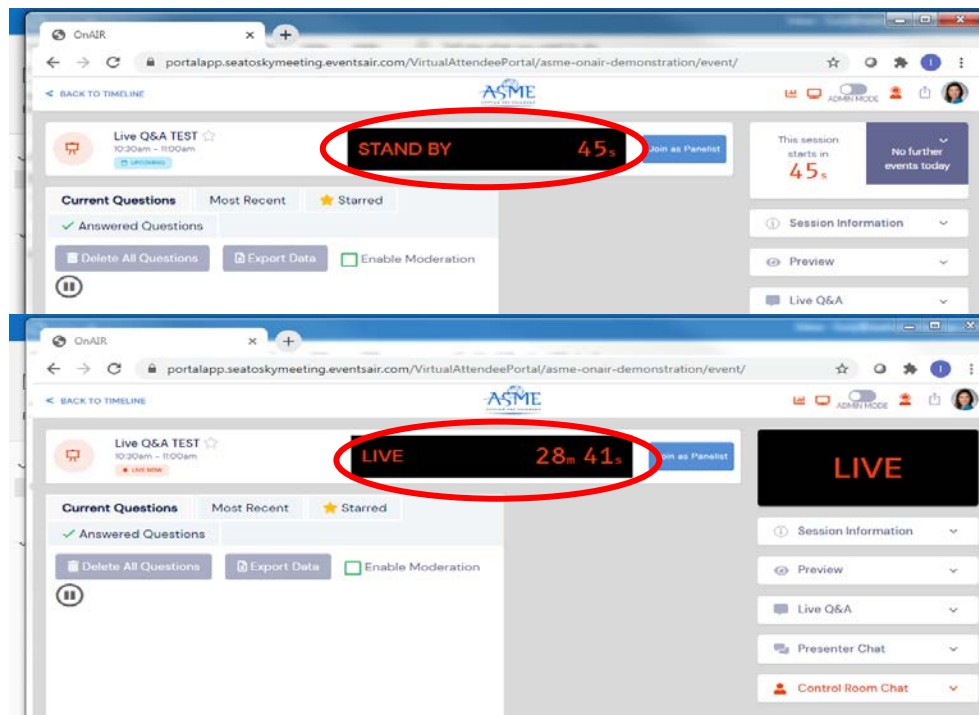 OnAIR
portalapp.seatoskymeeting.eventsair.com/VirtualAttendeePortal/asme-onair-demonstration/event/
BACK TO TIMELINE
ASME
ADMIN MODE
Live Q&A TEST
10:30am - 11:00am
UPCOMING
STAND BY 45s
Join as Panelist
This session
starts in
45s
No further
events today
Current Questions Most Recent Starred
Answered Questions
Delete All Questions Export Data Enable Moderation
Session Information
Preview
Live Q&A
OnAIR
portalapp.seatoskymeeting.eventsair.com/VirtualAttendeePortal/asme-onair-demonstration/event/
BACK TO TIMELINE
ASME
ADMIN MODE
Live Q&A TEST
10:30am - 11:00am
LIVE NOW
LIVE 28m 41s
Join as Panelist
LIVE
Current Questions Most Recent Starred
Answered Questions
Delete All Questions Export Data Enable Moderation
Session Information
Preview
Live Q&A
Presenter Chat
Control Room Chat